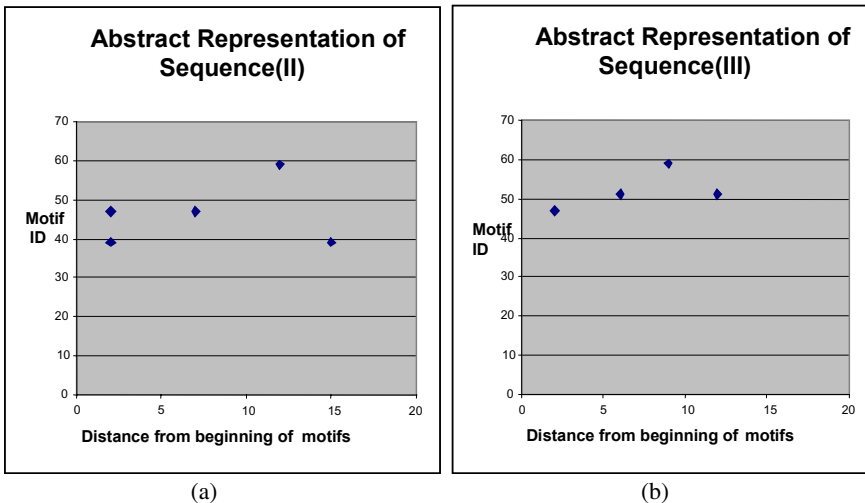 Abstract Representation of
Sequence(II)
70
60
50
40
30
20
10
0
Motif
ID
0 5 10 15 20
Distance from beginning of motifs
(a)
Abstract Representation of
Sequence(III)
70
60
50
40
30
20
10
0
Motif
ID
0 5 10 15 20
Distance from beginning of motifs
(b)